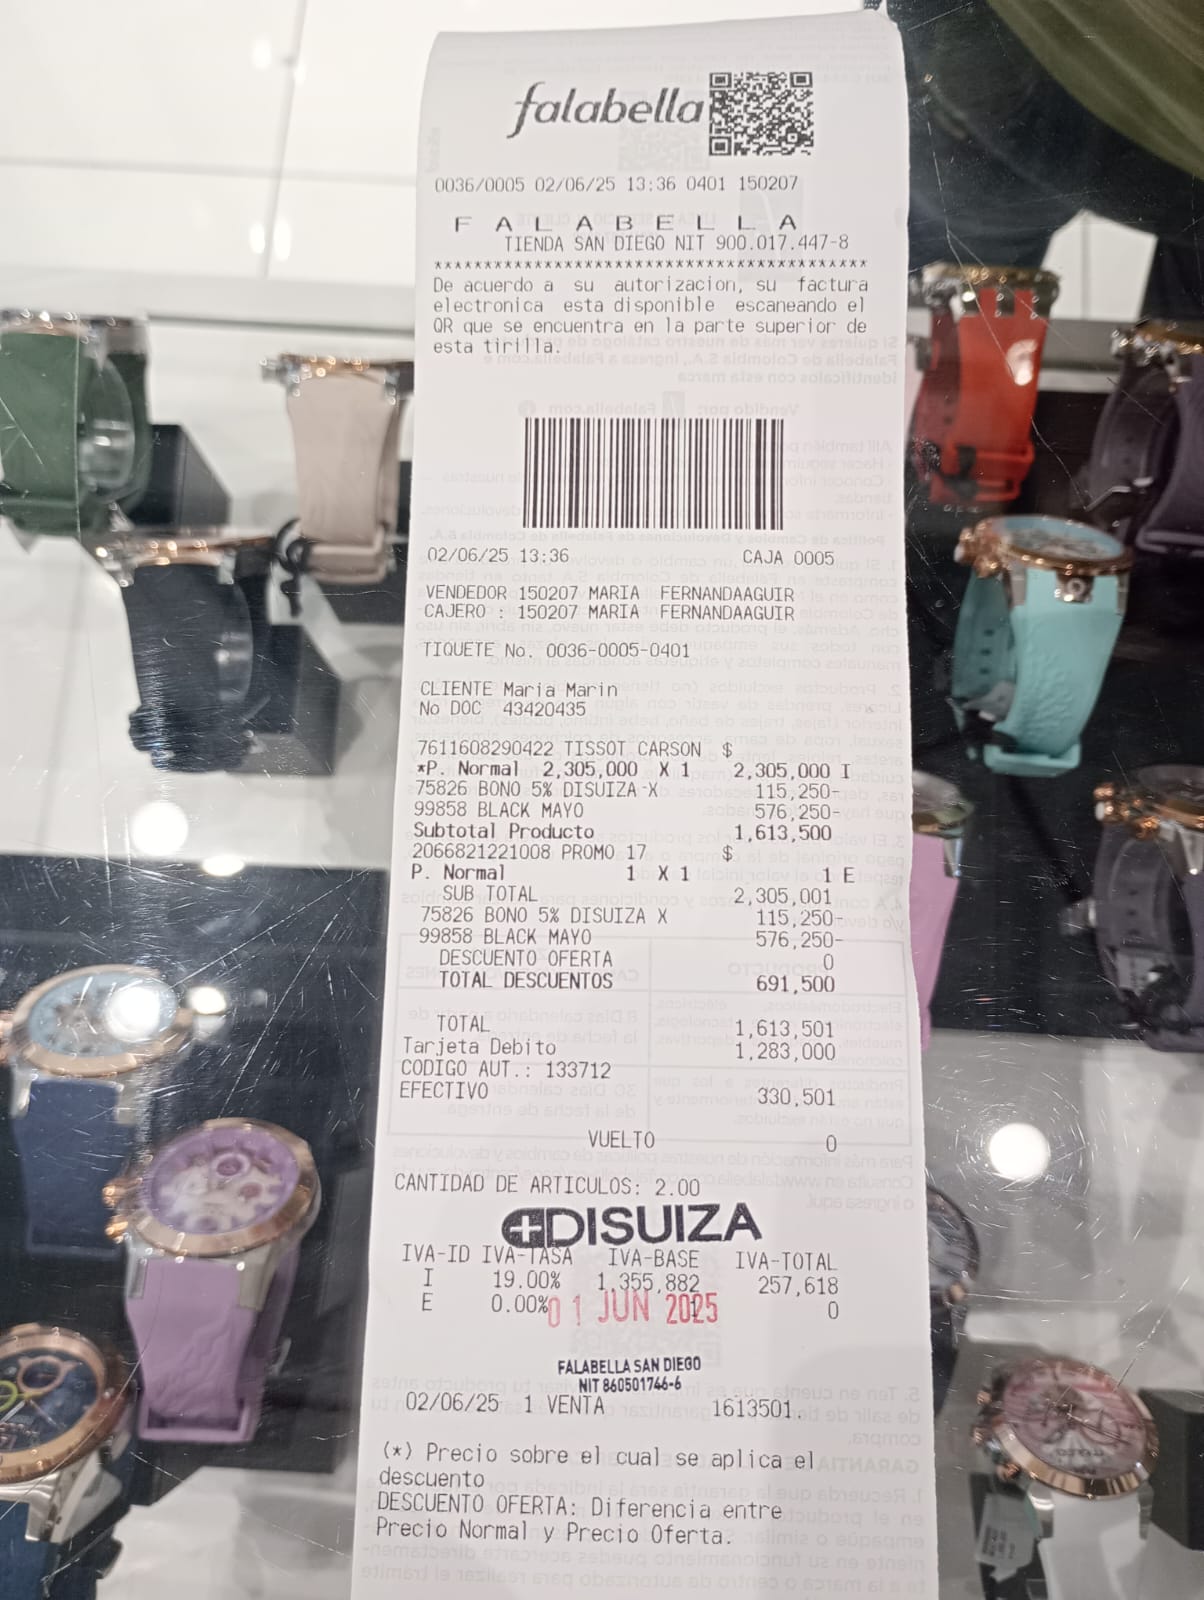 falabella
0036/0005 02/06/25 13:36 0401 150207
F A L A B E L L A
TIENDA SAN DIEGO NIT 900.017.447-8
*******************************************
De acuerdo a su autorizacion, su factura
electronica esta disponible escaneando el
QR que se encuentra en la parte superior de
esta tirilla.
02/06/25 13:36 CAJA 0005
VENDEDOR 150207 MARIA FERNANDAAGUIR
CAJERO : 150207 MARIA FERNANDAAGUIR
TIQUETE No. 0036-0005-0401
CLIENTE Maria Marin
No DOC 43420435
7611608290422 TISSOT CARSON $
*P. Normal 2,305,000 X 1 2,305,000 I
75826 BONO 5% DISUIZA X 115,250-
99858 BLACK MAYO 576,250-
Subtotal Producto 1,613,500
2066821221008 PROMO 17 $
P. Normal 1 X 1 1 E
SUB TOTAL 2,305,001
75826 BONO 5% DISUIZA X 115,250-
99858 BLACK MAYO 576,250-
DESCUENTO OFERTA 0
TOTAL DESCUENTOS 691,500
TOTAL 1,613,501
Tarjeta Debito 1,283,000
CODIGO AUT.: 133712
EFECTIVO 330,501
VUELTO 0
CANTIDAD DE ARTICULOS: 2.00
DISUIZA
IVA-ID IVA-TASA IVA-BASE IVA-TOTAL
I 19.00% 1,355,882 257,618
E 0.00% 1 0
01 JUN 2025
FALABELLA SAN DIEGO
NIT 860501746-6
02/06/25 1 VENTA 1613501
(*) Precio sobre el cual se aplica el
descuento
DESCUENTO OFERTA: Diferencia entre
Precio Normal y Precio Oferta.